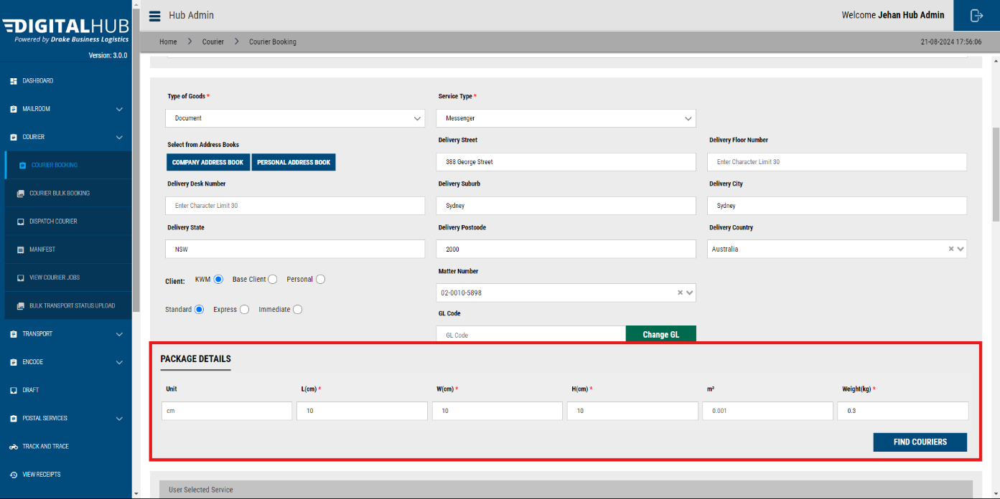 DIGITALHUB
Powered by Drake Business Logistics
Version: 3.0.0
DASHBOARD
MAILROOM
COURIER
COURIER BOOKING
COURIER BULK BOOKING
DISPATCH COURIER
MANIFEST
VIEW COURIER JOBS
BULK TRANSPORT STATUS UPLOAD
TRANSPORT
ENCODE
DRAFT
POSTAL SERVICES
TRACK AND TRACE
VIEW RECEIPTS
Hub Admin
Welcome Jehan Hub Admin
Home > Courier > Courier Booking
21-08-2024 17:56:06
Type of Goods * Service Type *
Document Messenger
Select from Address Books Delivery Street Delivery Floor Number
COMPANY ADDRESS BOOK PERSONAL ADDRESS BOOK 388 George Street Enter Character Limit 30
Delivery Desk Number Delivery Suburb Delivery City
Enter Character Limit 30 Sydney Sydney
Delivery State Delivery Postcode Delivery Country
NSW 2000 Australia
Client: KWM Base Client Personal Matter Number
02-0010-5898
Standard Express Immediate
GL Code
GL Code Change GL
PACKAGE DETAILS
Unit L(cm) * W(cm) * H(cm) * m³ Weight(kg) *
cm 10 10 10 0.001 0.3
FIND COURIERS
User Selected Service